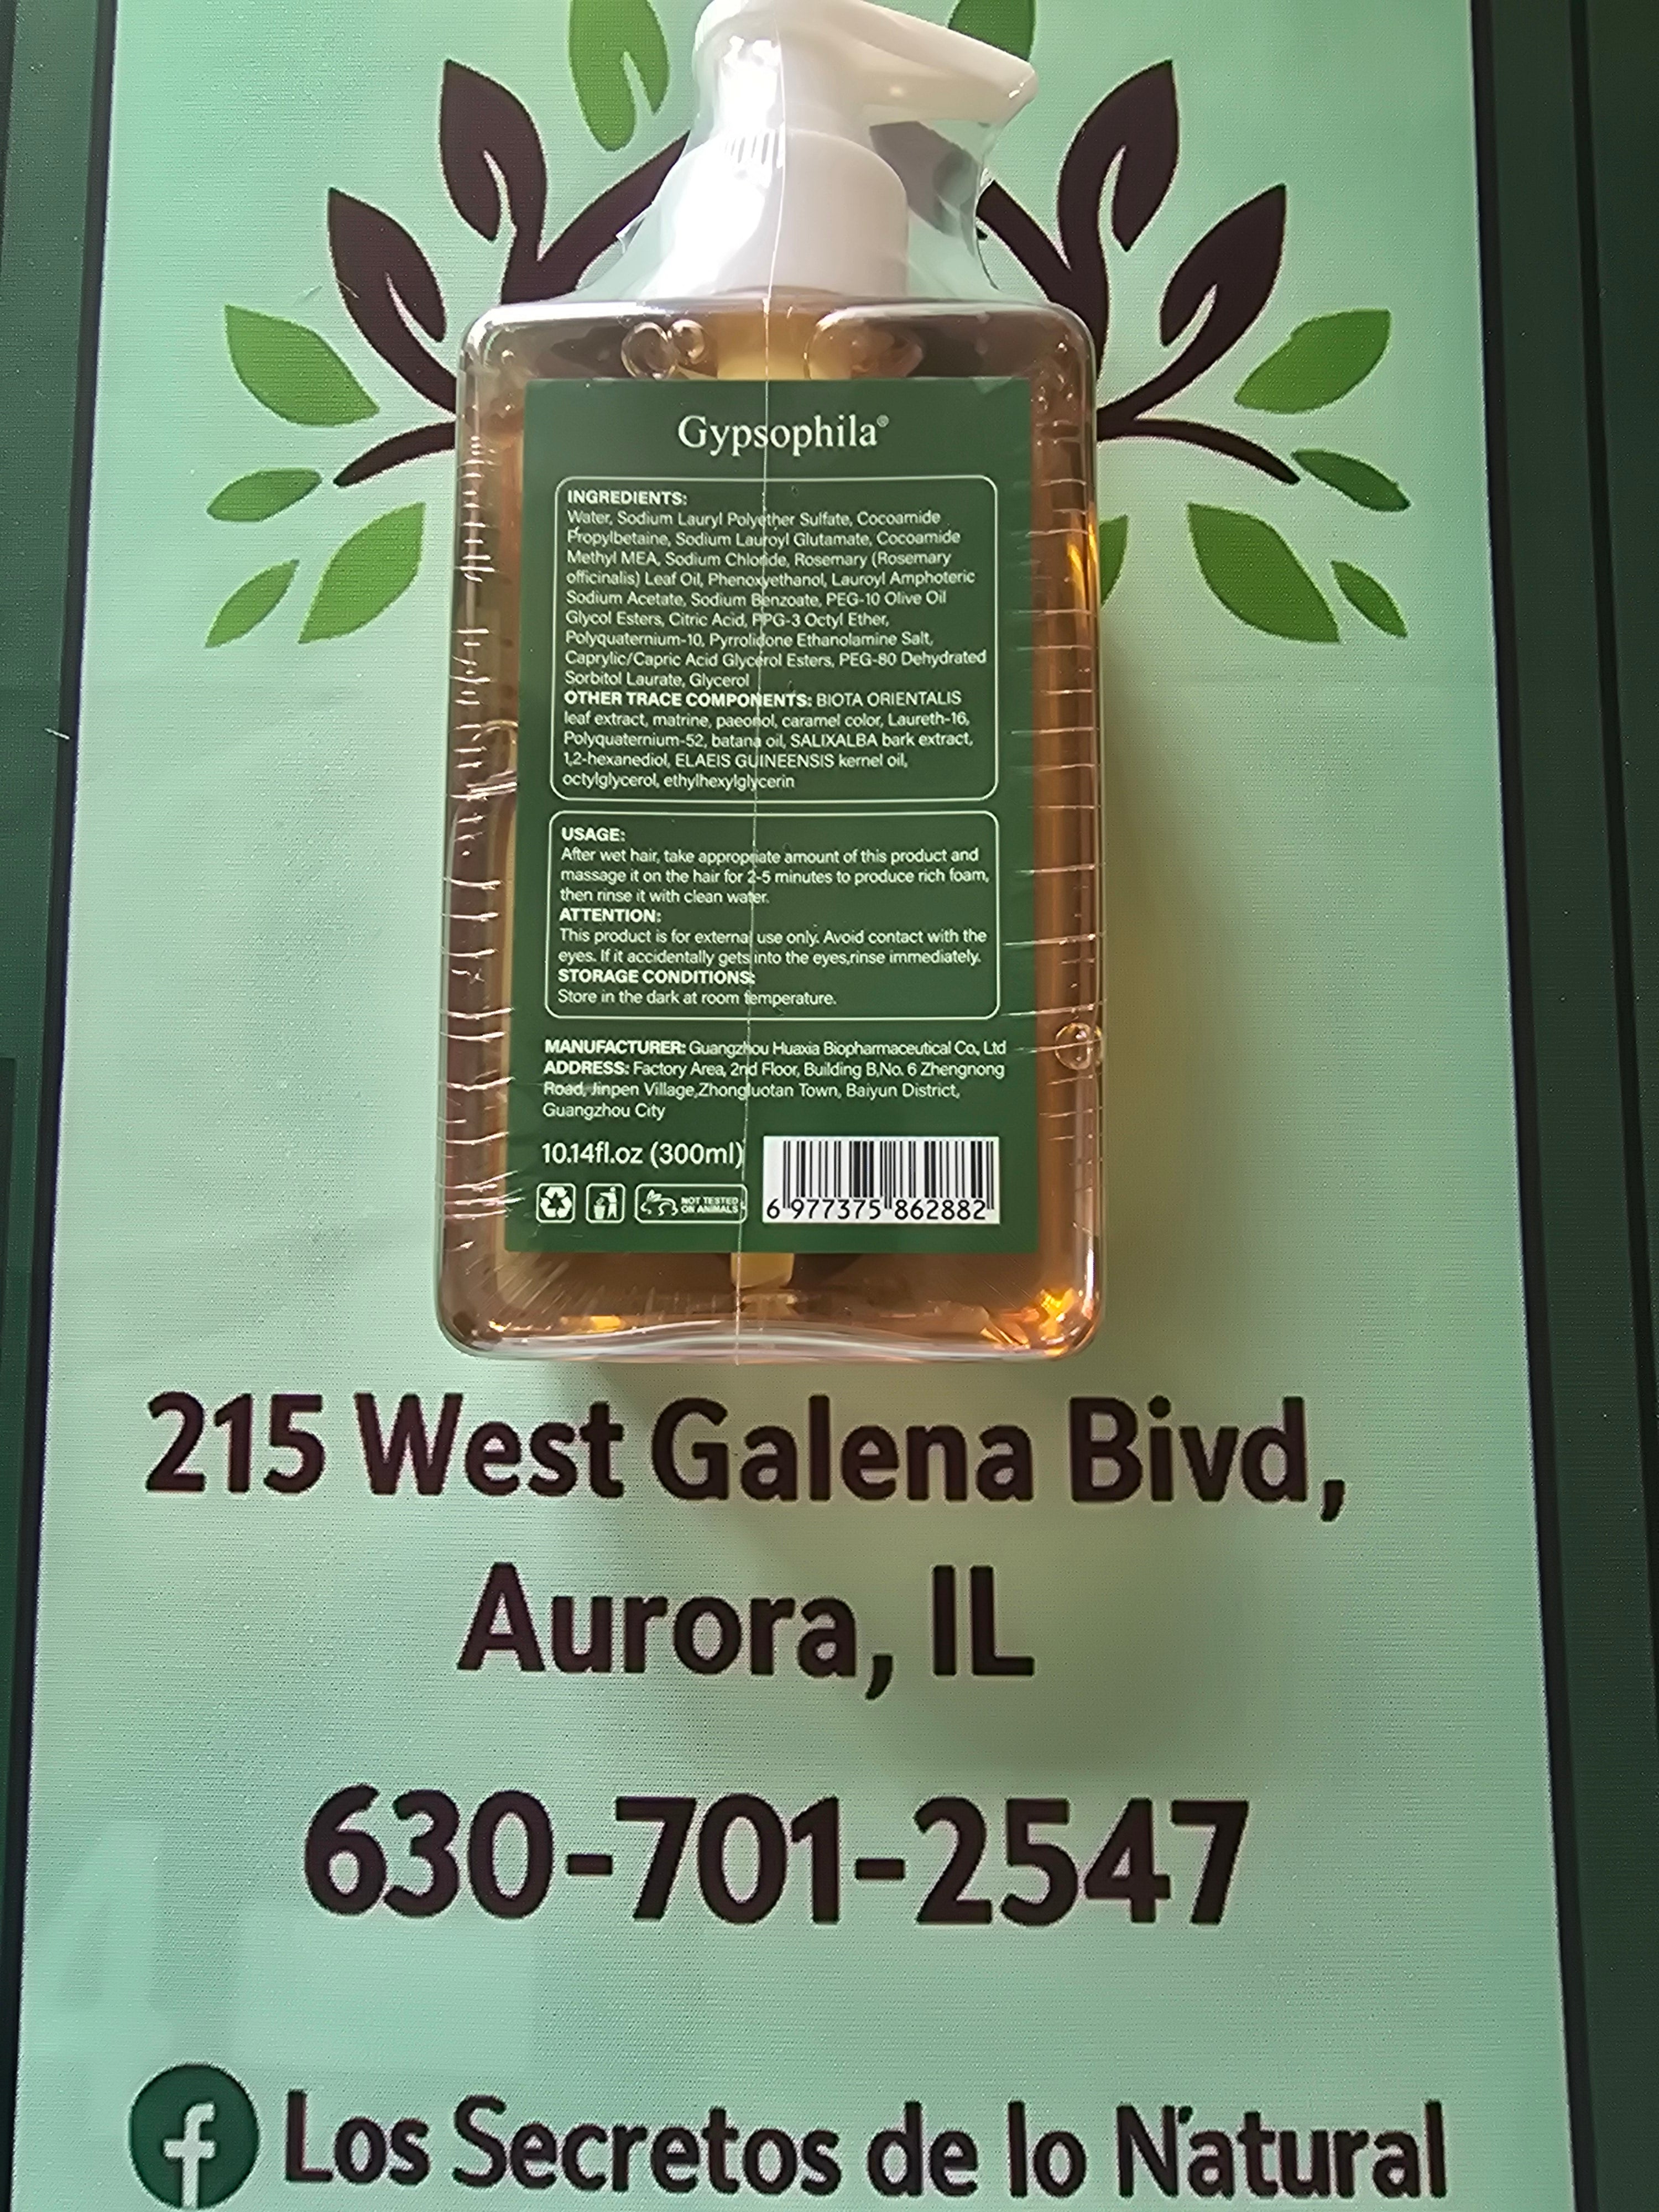 Gypsophila®
INGREDIENTS:
Water, Sodium Lauryl Polyether Sulfate, Cocoamide
Propylbetaine, Sodium Lauroyl Glutamate, Cocoamide
Methyl MEA, Sodium Chloride, Rosemary (Rosemary
officinalis) Leaf Oil, Phenoxyethanol, Lauroyl Amphoteric
Sodium Acetate, Sodium Benzoate, PEG-10 Olive Oil
Glycol Esters, Citric Acid, PPG-3 Octyl Ether,
Polyquaternium-10, Pyrrolidone Ethanolamine Salt,
Caprylic/Capric Acid Glycerol Esters, PEG-80 Dehydrated
Sorbitol Laurate, Glycerol
OTHER TRACE COMPONENTS: BIOTA ORIENTALIS
leaf extract, matrine, paeonol, caramel color, Laureth-16,
Polyquaternium-52, batana oil, SALIXALBA bark extract,
1,2-hexanediol, ELAEIS GUINEENSIS kernel oil,
octylglycerol, ethylhexylglycerin
USAGE:
After wet hair, take appropriate amount of this product and
massage it on the hair for 2-5 minutes to produce rich foam,
then rinse it with clean water.
ATTENTION:
This product is for external use only. Avoid contact with the
eyes. If it accidentally gets into the eyes,rinse immediately.
STORAGE CONDITIONS:
Store in the dark at room temperature.
MANUFACTURER: Guangzhou Huaxia Biopharmaceutical Co., Ltd
ADDRESS: Factory Area, 2nd Floor, Building B,No. 6 Zhengnong
Road, Jinpen Village,Zhongluotan Town, Baiyun District,
Guangzhou City
10.14fl.oz (300ml)
NOT TESTED
ON ANIMALS
6 977375 862882
215 West Galena Bivd,
Aurora, IL
630-701-2547
Los Secretos de lo Natural